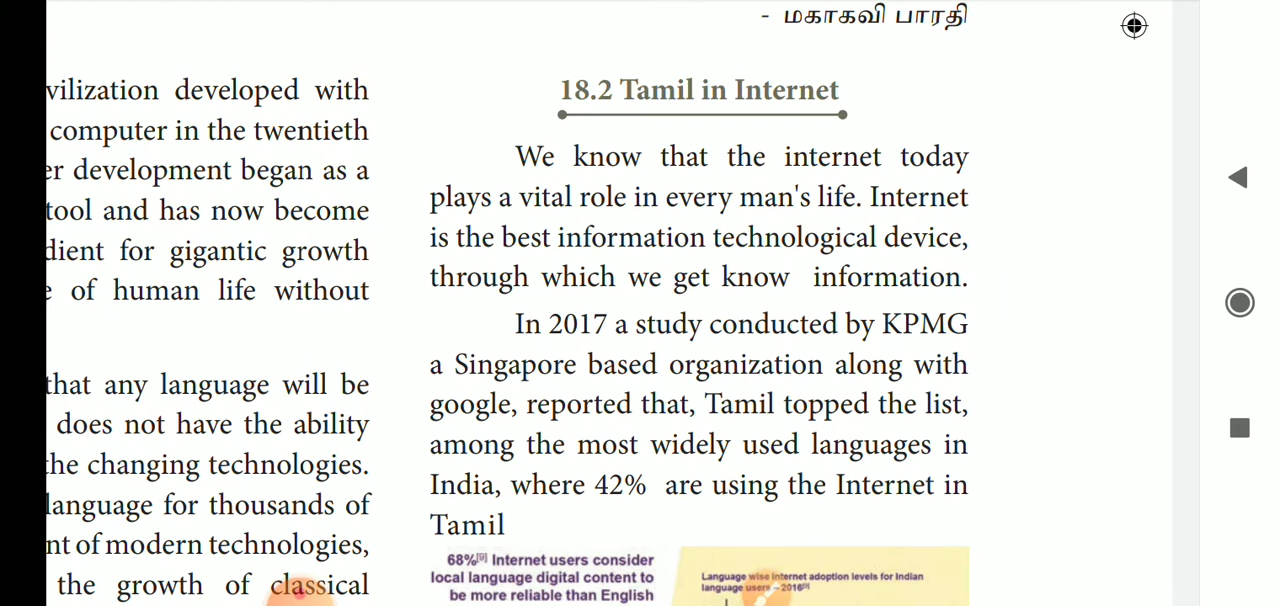 - மகாகவி பாரதி
vilization developed with
computer in the twentieth
er development began as a
tool and has now become
dient for gigantic growth
e of human life without
that any language will be
does not have the ability
the changing technologies.
language for thousands of
nt of modern technologies,
the growth of classical
18.2 Tamil in Internet
We know that the internet today
plays a vital role in every man's life. Internet
is the best information technological device,
through which we get know information.
In 2017 a study conducted by KPMG
a Singapore based organization along with
google, reported that, Tamil topped the list,
among the most widely used languages in
India, where 42% are using the Internet in
Tamil
68%[9] Internet users consider
local language digital content to
be more reliable than English
Language wise internet adoption levels for Indian
language users – 2016[9]